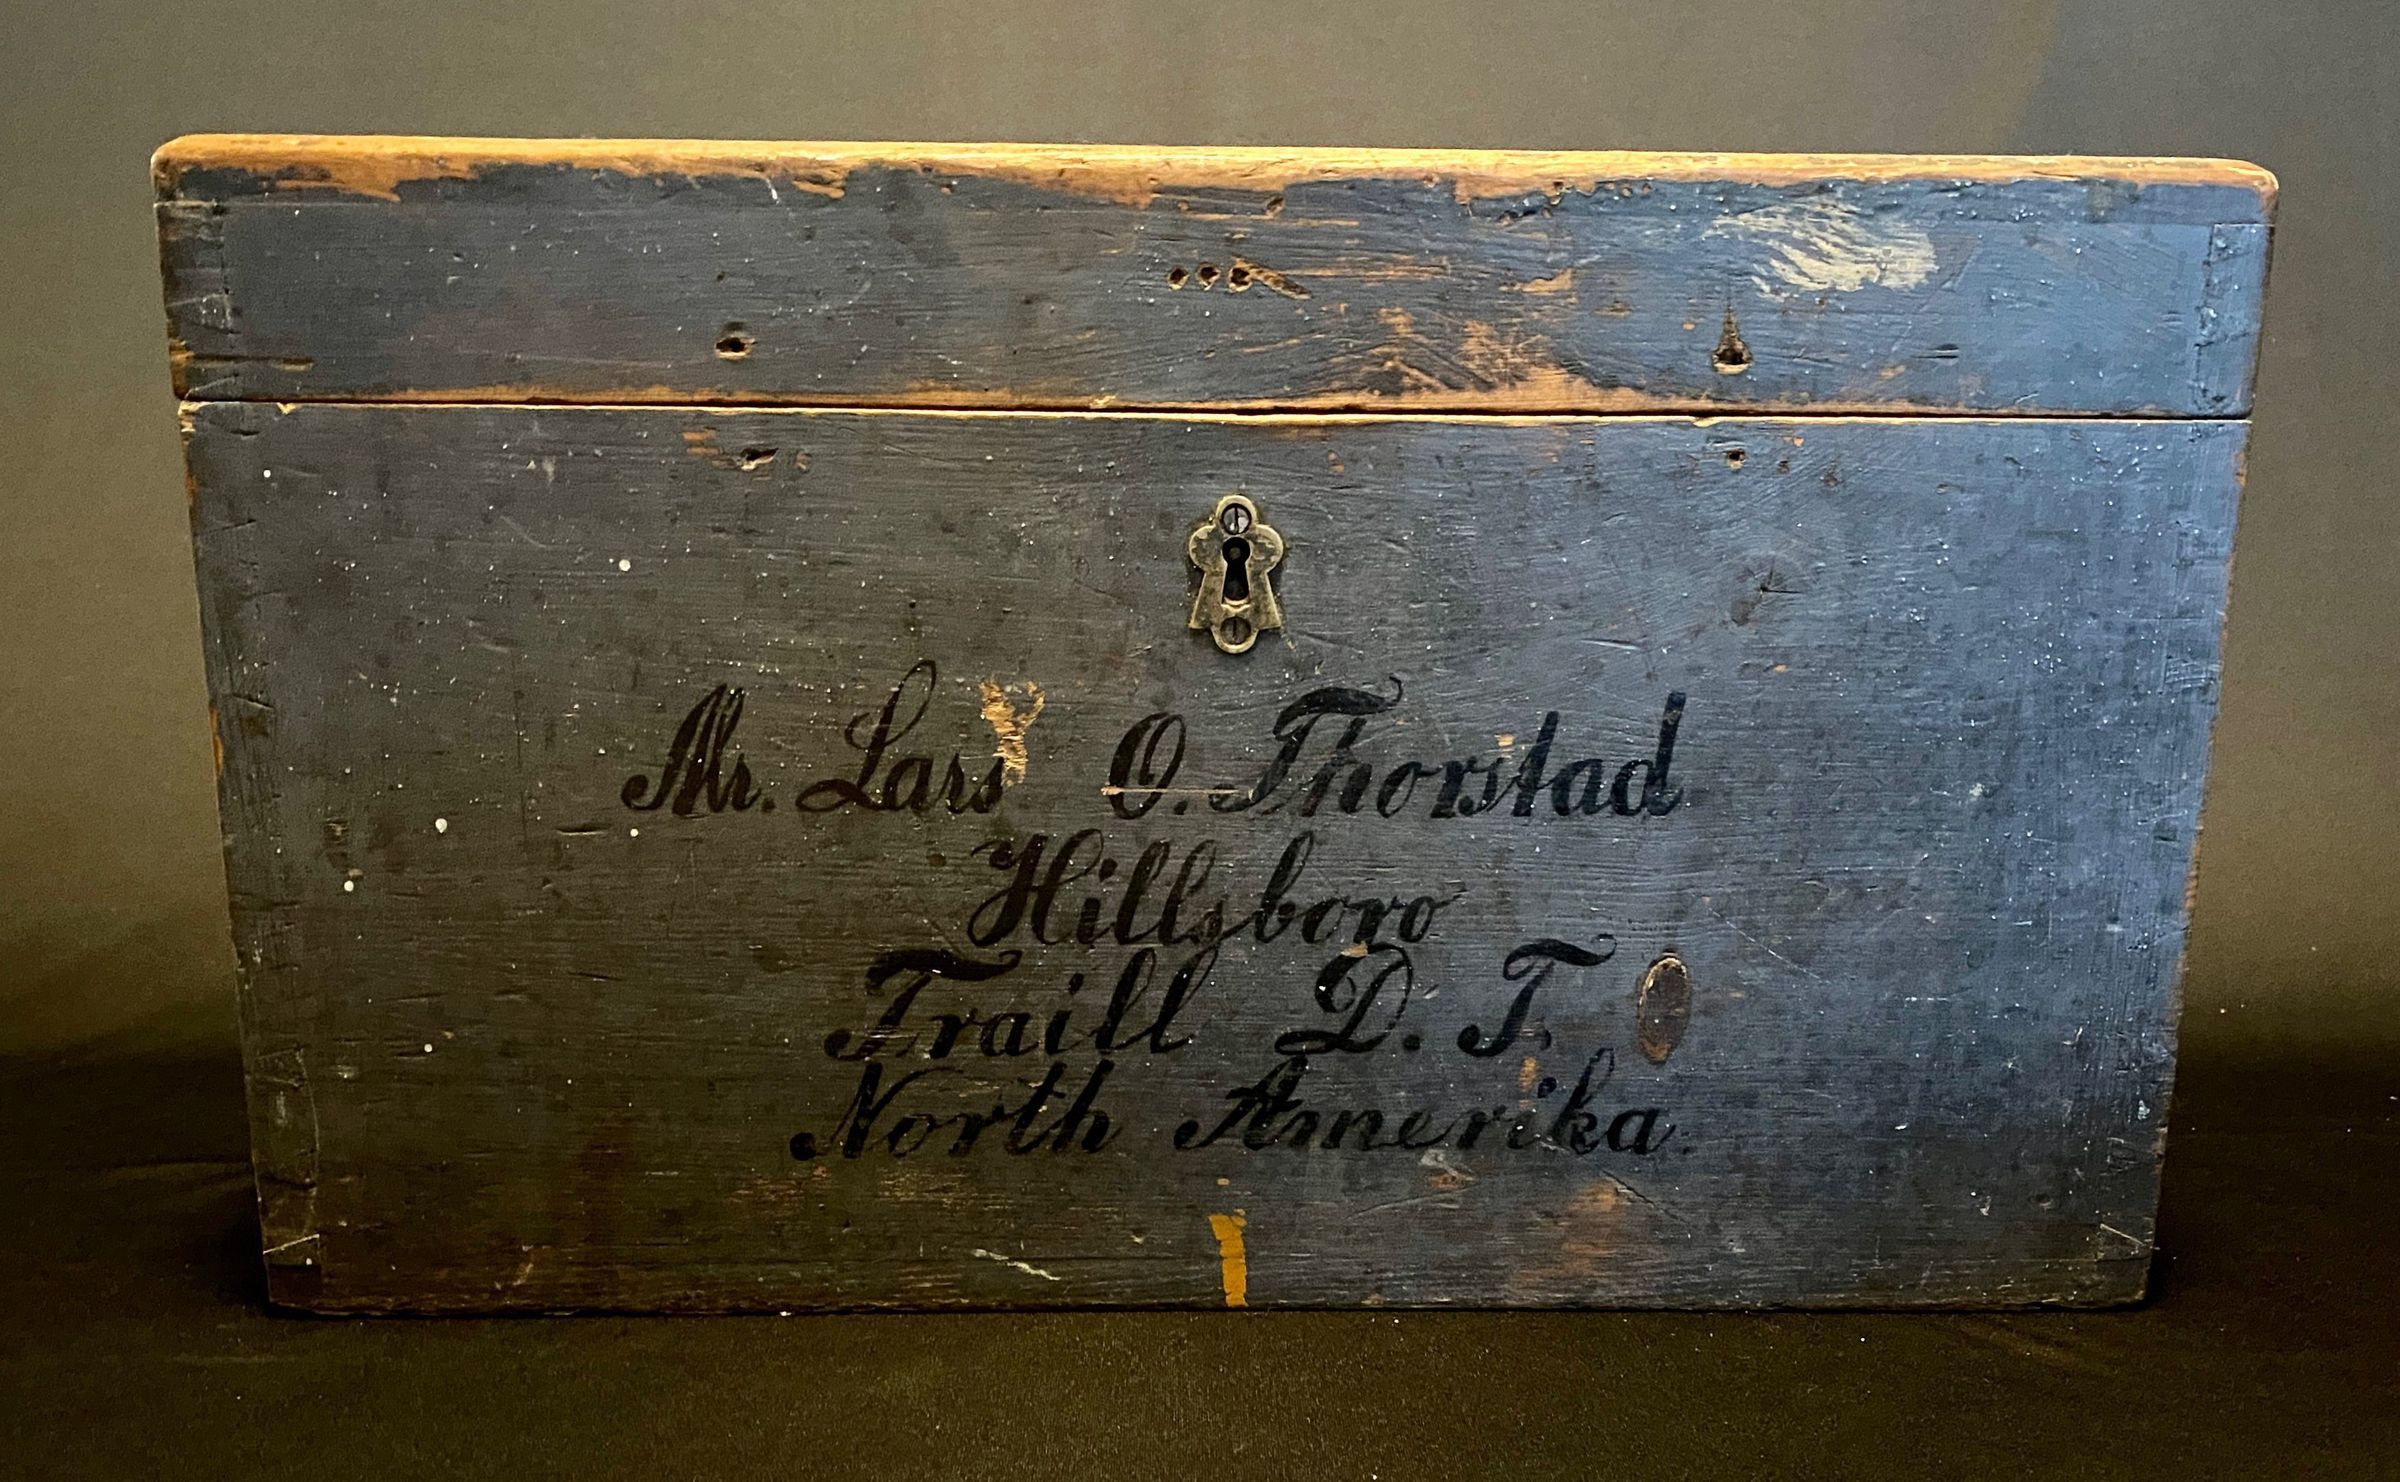 Mr. Lars O. Thorstad
Hillsboro
Traill D. T.
North Amerika.